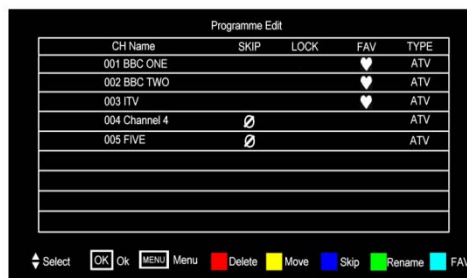 Programme Edit
CH Name SKIP LOCK FAV TYPE
001 BBC ONE ATV
002 BBC TWO ATV
003 ITV ATV
004 Channel 4 ATV
005 FIVE ATV
Select OK Ok MENU Menu Delete Move Skip Rename FAV